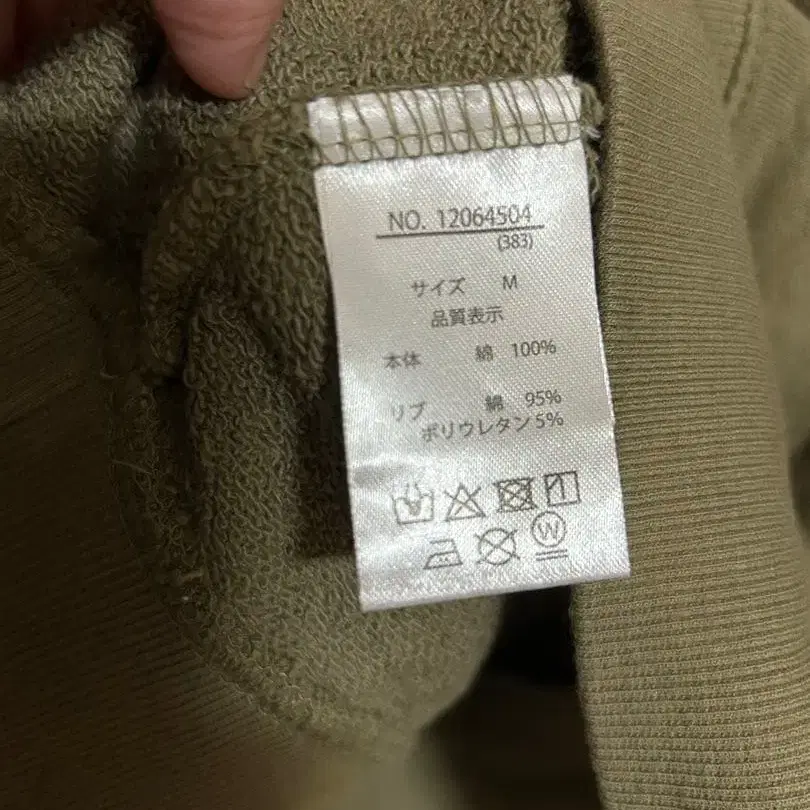 NO. 12064504
(383)
サイズ M
品質表示
本体 綿 100%
リブ 綿 95%
ポリウレタン 5%
W